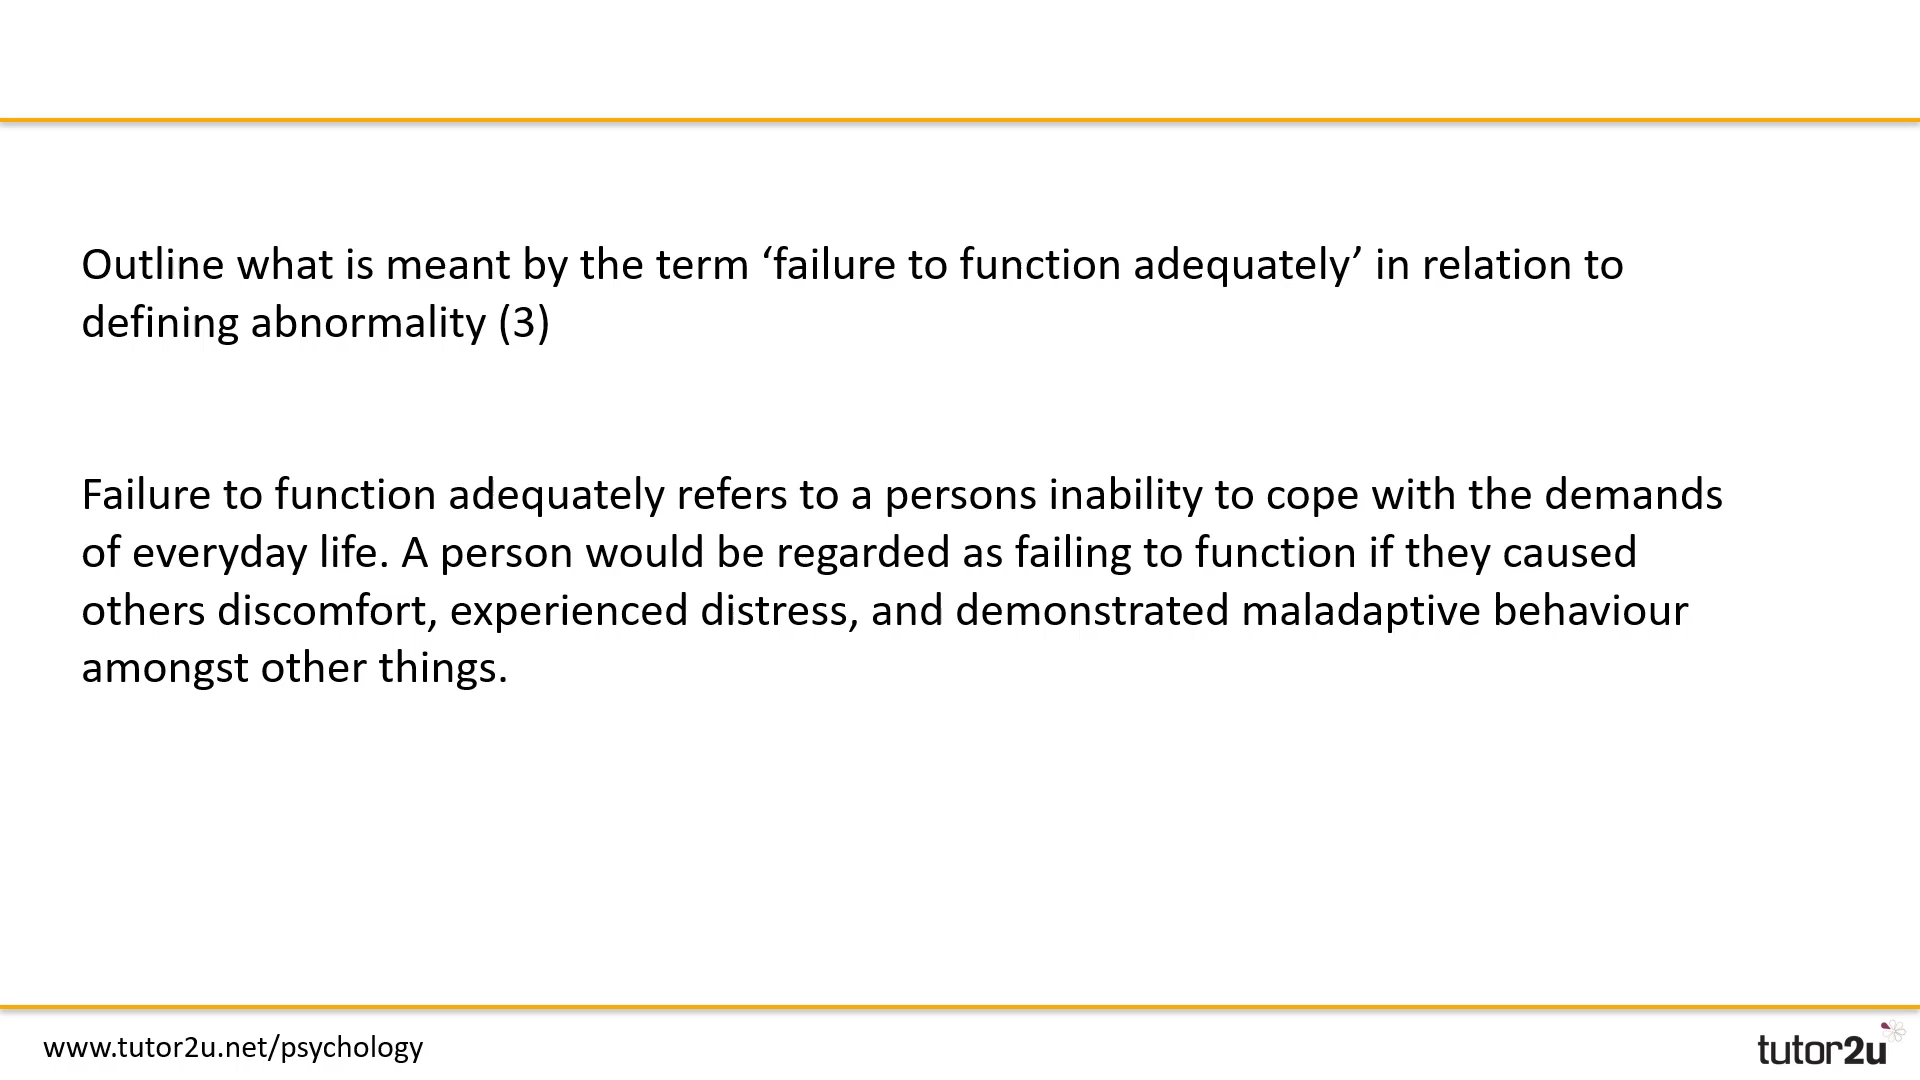 Outline what is meant by the term ‘failure to function adequately’ in relation to
defining abnormality (3)
Failure to function adequately refers to a persons inability to cope with the demands
of everyday life. A person would be regarded as failing to function if they caused
others discomfort, experienced distress, and demonstrated maladaptive behaviour
amongst other things.
www.tutor2u.net/psychology
tutor2u